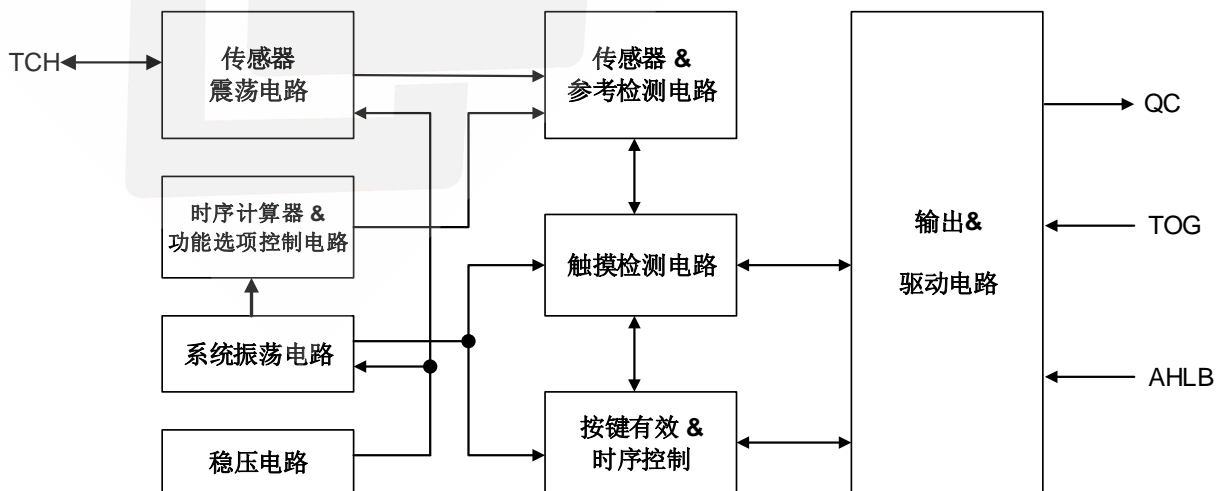 TCH
传感器
震荡电路
传感器 &
参考检测电路
QC
时序计算器 &
功能选项控制电路
触摸检测电路
输出&
驱动电路
TOG
系统振荡电路
AHLB
稳压电路
按键有效 &
时序控制